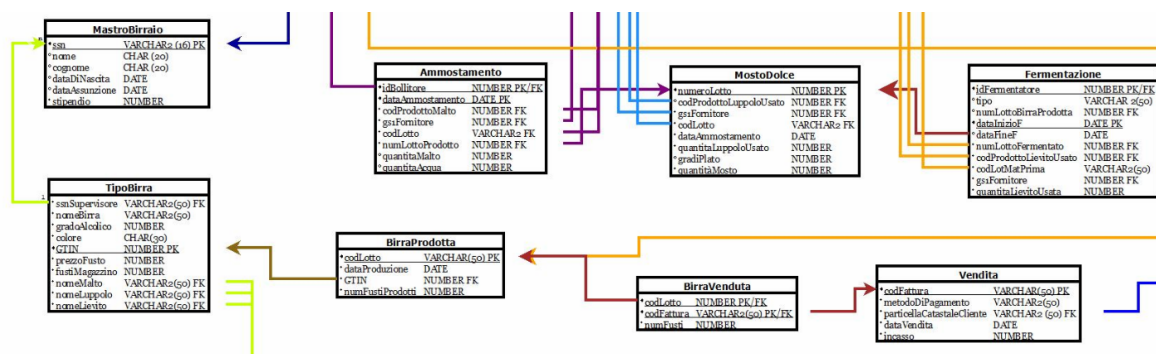 MastroBirraio
ssn VARCHAR2 (16) PK
nome CHAR (20)
cognome CHAR (20)
dataDiNascita DATE
dataAssunzione DATE
stipendio NUMBER
Ammostamento
idBollitore NUMBER PK/FK
dataAmmostamento DATE PK
codProdottoMalto NUMBER FK
gs1Fornitore NUMBER FK
codLotto VARCHAR2 FK
numLottoProdotto NUMBER FK
quantitaMalto NUMBER
quantitaAcqua NUMBER
MostoDolce
numeroLotto NUMBER PK
codProdottoLuppoloUsato NUMBER FK
gs1Fornitore NUMBER FK
codLotto VARCHAR2 FK
dataAmmostamento DATE
quantitaLuppoloUsato NUMBER
gradiPlato NUMBER
quantitàMosto NUMBER
Fermentazione
idFermentatore NUMBER PK/FK
tipo VARCHAR 2(50)
numLottoBirraProdotta NUMBER FK
dataInizioF DATE PK
dataFineF DATE
numLottoFermentato NUMBER FK
codProdottoLievitoUsato NUMBER FK
codLotMatPrima VARCHAR2(50)
gs1Fornitore NUMBER FK
quantitaLievitoUsata NUMBER
TipoBirra
ssnSupervisore VARCHAR2(50) FK
nomeBirra VARCHAR2(50)
gradoAlcolico NUMBER
colore CHAR(30)
GTIN NUMBER PK
prezzoFusto NUMBER
fustiMagazzino NUMBER
nomeMalto VARCHAR2(50) FK
nomeLuppolo VARCHAR2(50) FK
nomeLievito VARCHAR2(50) FK
BirraProdotta
codLotto VARCHAR(50) PK
dataProduzione DATE
GTIN NUMBER FK
numFustiProdotti NUMBER
BirraVenduta
codLotto NUMBER PK/FK
codFattura VARCHAR2(50) PK/FK
numFusti NUMBER
Vendita
codFattura VARCHAR(50) PK
metodoDiPagamento VARCHAR2(50)
particellaCatastaleCliente VARCHAR2 (50) FK
dataVendita DATE
incasso NUMBER